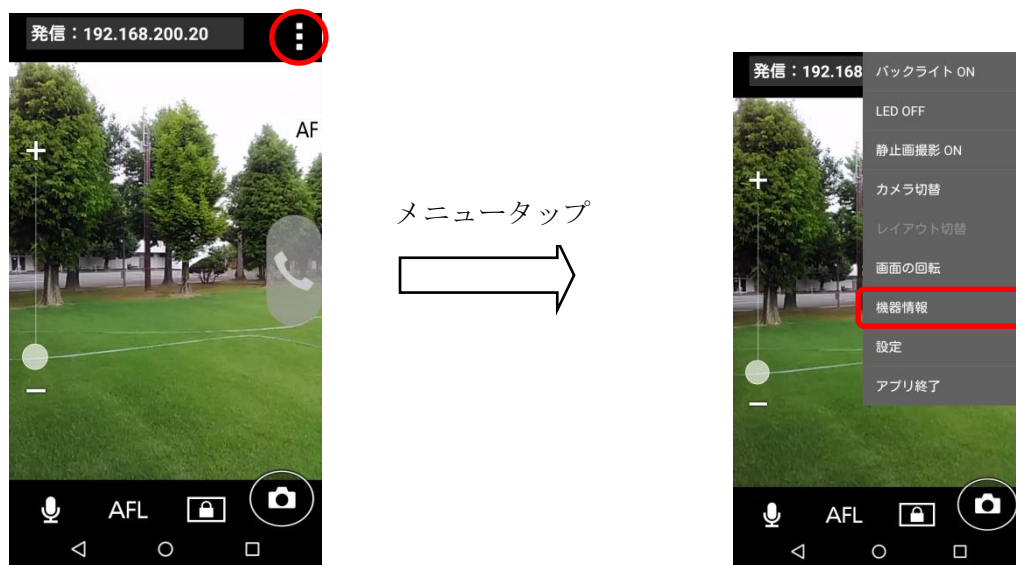 発信：192.168.200.20
AF
AFL
メニュータップ
発信：192.168
バックライト ON
LED OFF
静止画撮影 ON
カメラ切替
レイアウト切替
画面の回転
機器情報
設定
アプリ終了
AFL